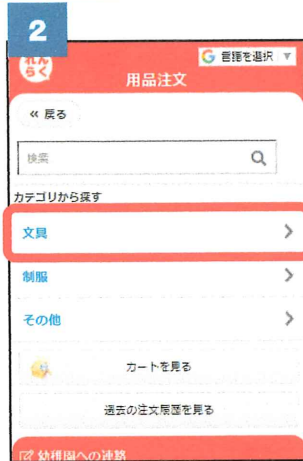 2
れん
らく
G 言語を選択 ▼
用品注文
« 戻る
検索
カテゴリから探す
文具
制服
その他
カートを見る
過去の注文履歴を見る
幼稚園への連絡